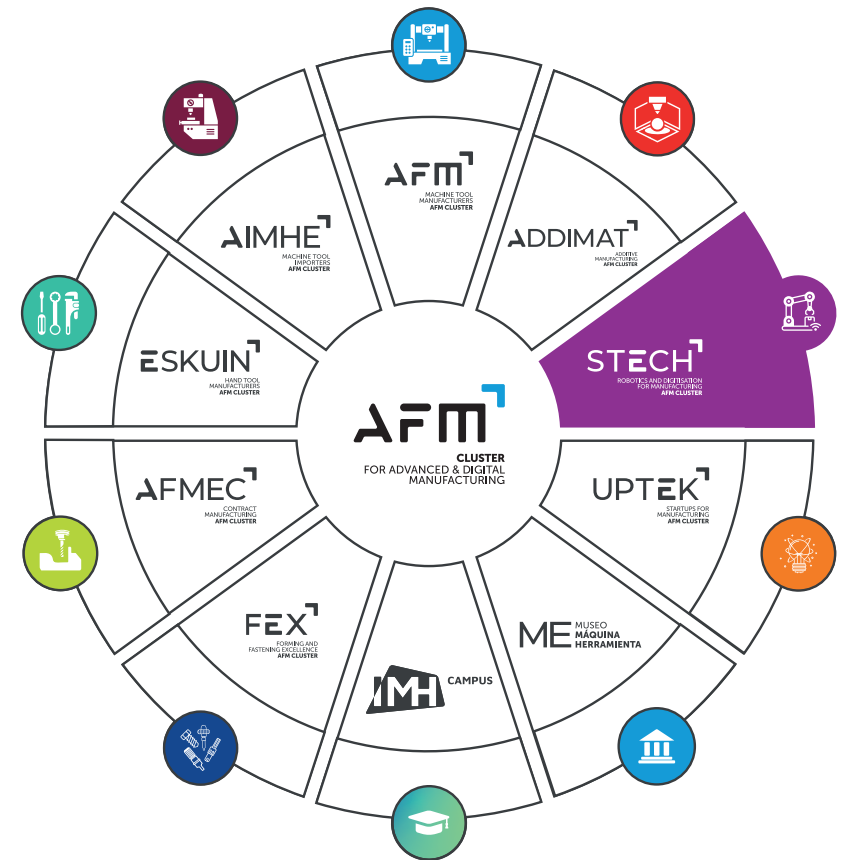 AFM
MACHINE TOOL
MANUFACTURERS
AFM CLUSTER
ADDIMAT
ADDITIVE
MANUFACTURING
AFM CLUSTER
STECH
ROBOTICS AND DIGITISATION
FOR MANUFACTURING
AFM CLUSTER
UPTEK
STARTUPS FOR
MANUFACTURING
AFM CLUSTER
ME MUSEO
MÁQUINA
HERRAMIENTA
IMH CAMPUS
FEX
FORMING AND
FASTENING EXCELLENCE
AFM CLUSTER
AFMEC
CONTRACT
MANUFACTURING
AFM CLUSTER
ESKUIN
HAND TOOL
MANUFACTURERS
AFM CLUSTER
AIMHE
MACHINE TOOL
IMPORTERS
AFM CLUSTER
AFM
CLUSTER
FOR ADVANCED & DIGITAL
MANUFACTURING